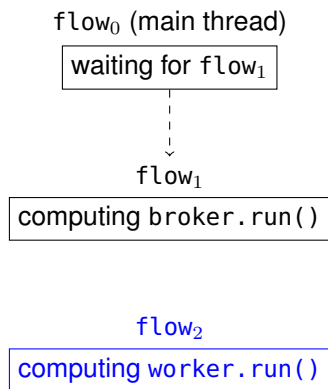 flow₀ (main thread)
waiting for flow₁
flow₁
computing broker.run()
flow₂
computing worker.run()